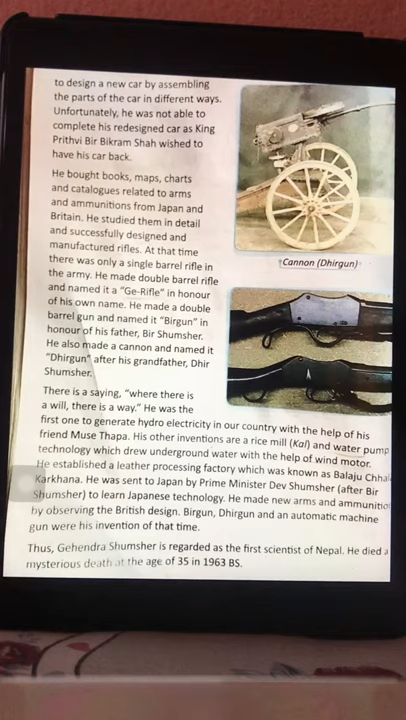 to design a new car by assembling
the parts of the car in different ways.
Unfortunately, he was not able to
complete his redesigned car as King
Prithvi Bir Bikram Shah wished to
have his car back.
He bought books, maps, charts
and catalogues related to arms
and ammunitions from Japan and
Britain. He studied them in detail
and successfully designed and
manufactured rifles. At that time
there was only a single barrel rifle in
the army. He made double barrel rifle
and named it a "Ge-Rifle" in honour
of his own name. He made a double
barrel gun and named it "Birgun" in
honour of his father, Bir Shumsher.
He also made a cannon and named it
"Dhirgun" after his grandfather, Dhir
Shumsher.
Cannon (Dhirgun)
There is a saying, "where there is
a will, there is a way." He was the
first one to generate hydro electricity in our country with the help of his
friend Muse Thapa. His other inventions are a rice mill (Kal) and water pump
technology which drew underground water with the help of wind motor.
He established a leather processing factory which was known as Balaju Chhal
Karkhana. He was sent to Japan by Prime Minister Dev Shumsher (after Bir
Shumsher) to learn Japanese technology. He made new arms and ammunitio
by observing the British design. Birgun, Dhirgun and an automatic machine
gun were his invention of that time.
Thus, Gehendra Shumsher is regarded as the first scientist of Nepal. He died a
mysterious death at the age of 35 in 1963 BS.